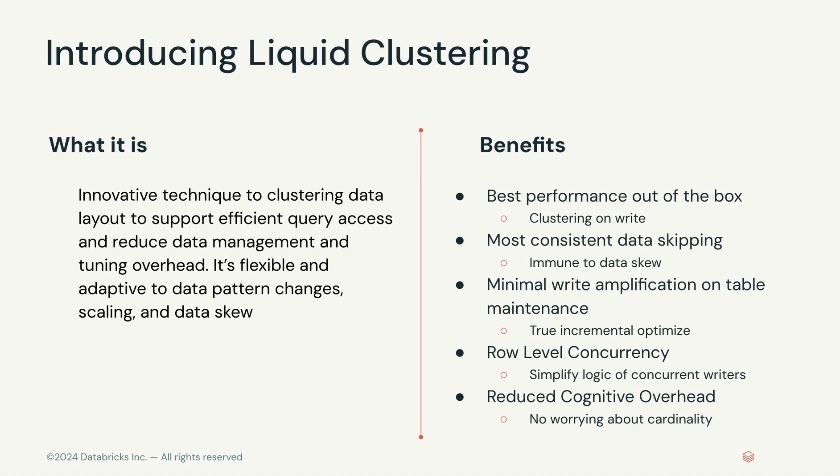 Introducing Liquid Clustering
What it is
Innovative technique to clustering data
layout to support efficient query access
and reduce data management and
tuning overhead. It’s flexible and
adaptive to data pattern changes,
scaling, and data skew
Benefits
● Best performance out of the box
○ Clustering on write
● Most consistent data skipping
○ Immune to data skew
● Minimal write amplification on table
maintenance
○ True incremental optimize
● Row Level Concurrency
○ Simplify logic of concurrent writers
● Reduced Cognitive Overhead
○ No worrying about cardinality
©2024 Databricks Inc. — All rights reserved